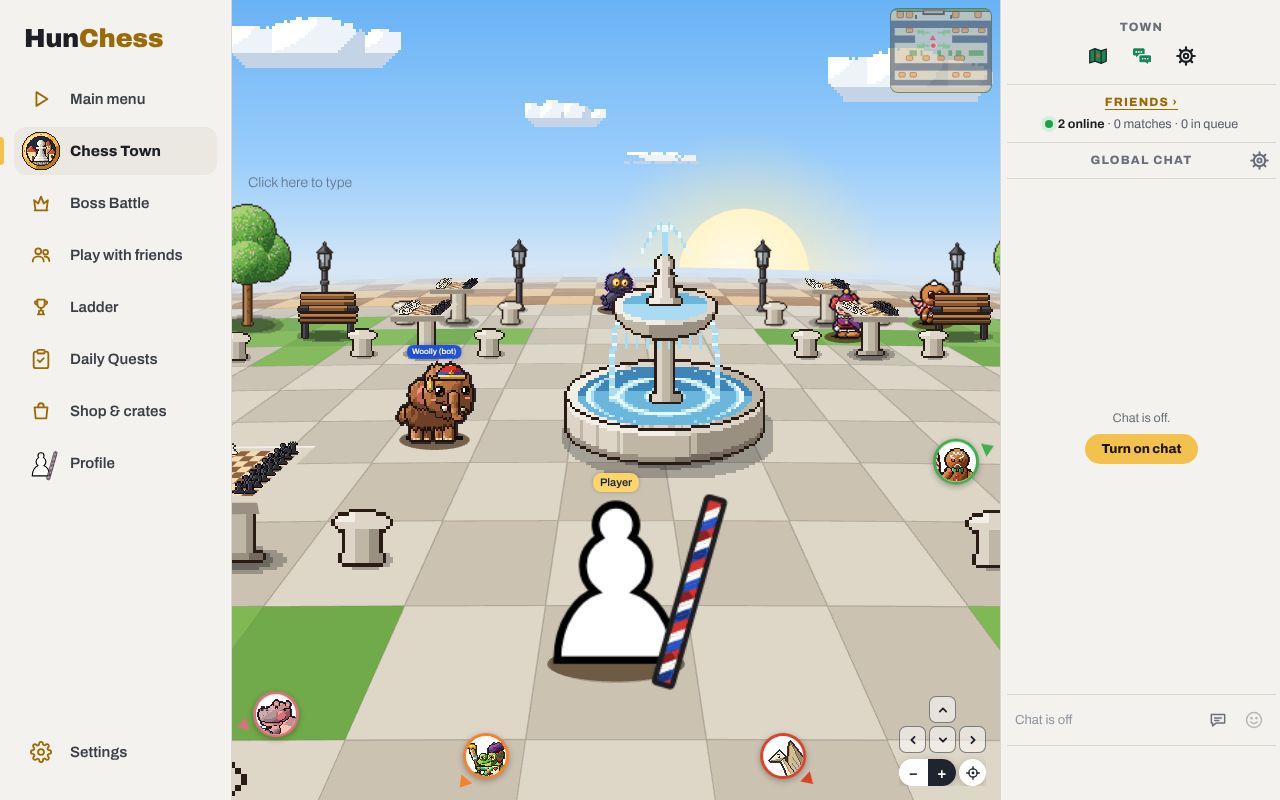 HunChess
Main menu
Chess Town
Boss Battle
Play with friends
Ladder
Daily Quests
Shop & crates
Profile
Settings
Click here to type
Woolly (bot)
Player
TOWN
FRIENDS ›
2 online · 0 matches · 0 in queue
GLOBAL CHAT
Chat is off.
Turn on chat
Chat is off